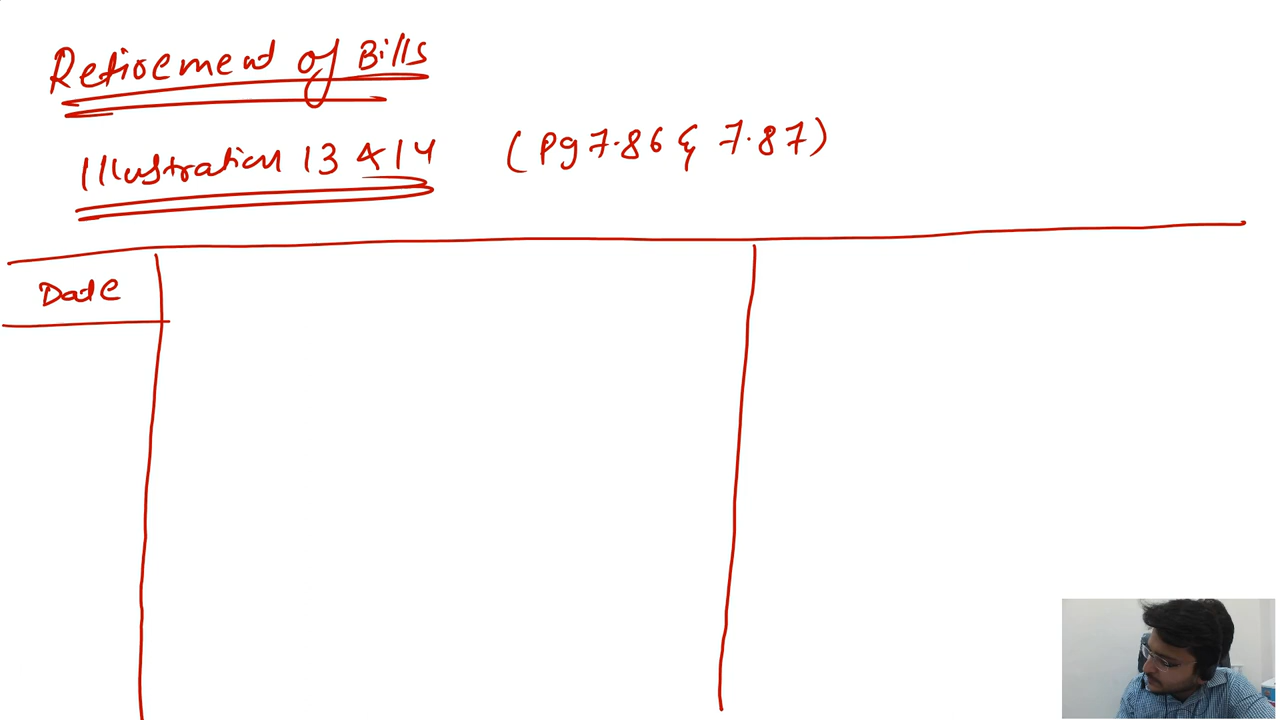 Retirement of Bills
Illustration 13 & 14 (Pg 7.86 & 7.87)
Date